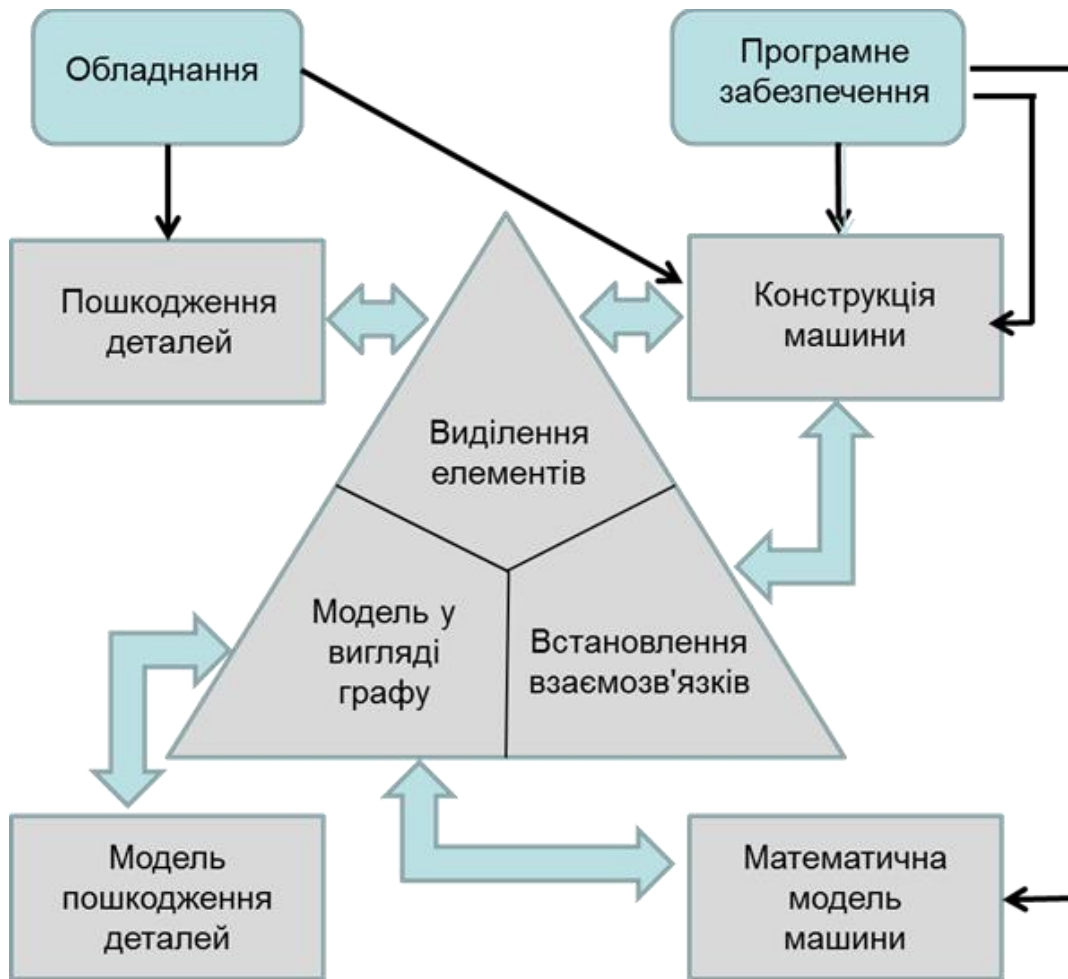 Обладнання
Програмне
забезпечення
Пошкодження
деталей
Конструкція
машини
Виділення
елементів
Модель у
вигляді
графу
Встановлення
взаємозв'язків
Модель
пошкодження
деталей
Математична
модель
машини